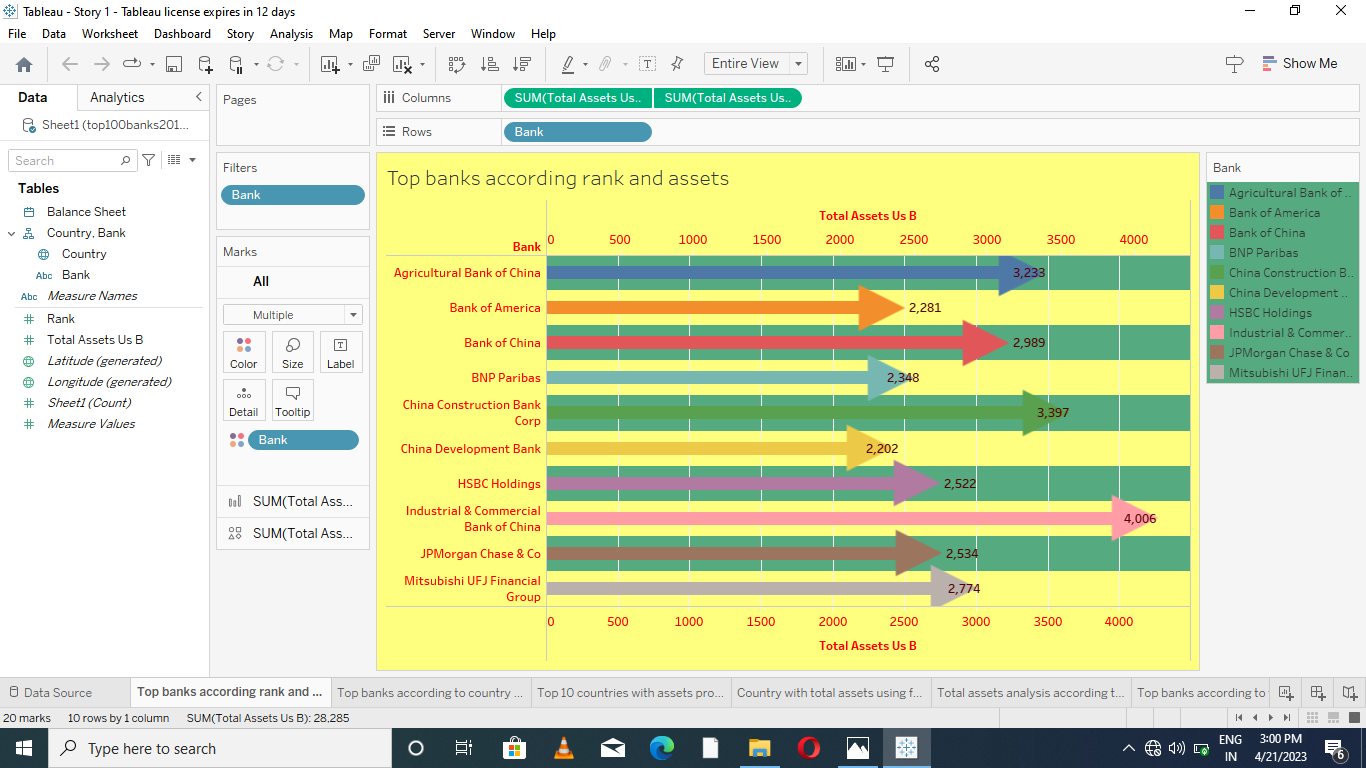 Tableau - Story 1 - Tableau license expires in 12 days
File Data Worksheet Dashboard Story Analysis Map Format Server Window Help
Entire View
Show Me
Data Analytics
Sheet1 (top100banks201...
Search
Tables
Balance Sheet
Country, Bank
Country
Abc Bank
Abc Measure Names
Rank
Total Assets Us B
Latitude (generated)
Longitude (generated)
Sheet1 (Count)
Measure Values
Pages
Filters
Bank
Marks
All
Multiple
Color Size Label
Detail Tooltip
Bank
SUM(Total Ass...
SUM(Total Ass...
Columns SUM(Total Assets Us.. SUM(Total Assets Us..
Rows Bank
Top banks according rank and assets
Total Assets Us B
Bank 0 500 1000 1500 2000 2500 3000 3500 4000
Agricultural Bank of China 3,233
Bank of America 2,281
Bank of China 2,989
BNP Paribas 2,348
China Construction Bank
Corp 3,397
China Development Bank 2,202
HSBC Holdings 2,522
Industrial & Commercial
Bank of China 4,006
JPMorgan Chase & Co 2,534
Mitsubishi UFJ Financial
Group 2,774
0 500 1000 1500 2000 2500 3000 3500 4000
Total Assets Us B
Bank
Agricultural Bank of ..
Bank of America
Bank of China
BNP Paribas
China Construction B..
China Development ..
HSBC Holdings
Industrial & Commer..
JPMorgan Chase & Co
Mitsubishi UFJ Finan..
Data Source Top banks according rank and ... Top banks according to country ... Top 10 countries with assets pro... Country with total assets using f... Total assets analysis according t... Top banks according to
20 marks 10 rows by 1 column SUM(Total Assets Us B): 28,285
Type here to search
ENG
IN
3:00 PM
4/21/2023
6